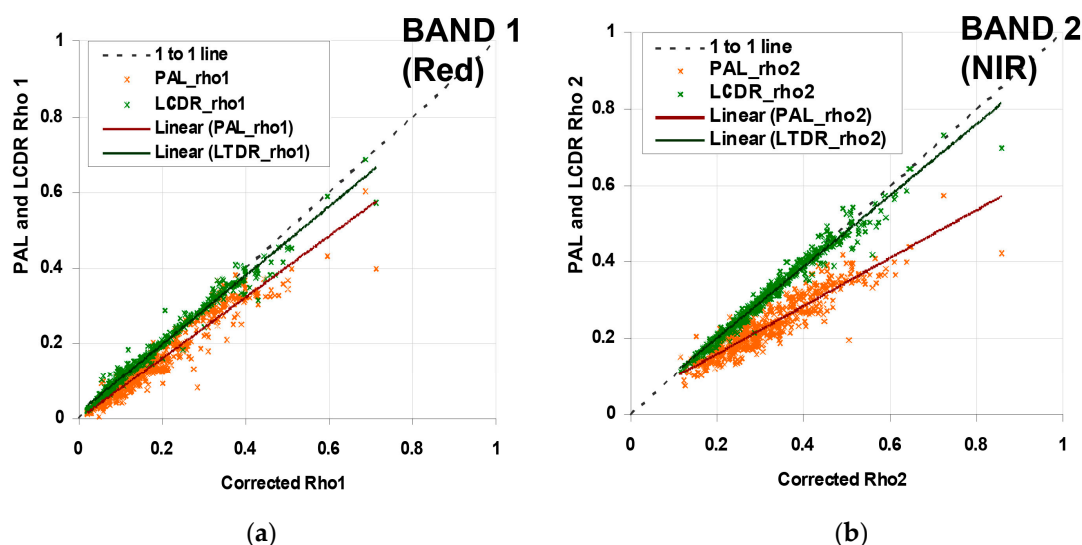 BAND 1
(Red)
1 to 1 line
PAL_rho1
LCDR_rho1
Linear (PAL_rho1)
Linear (LTDR_rho1)
PAL and LCDR Rho 1
1
0.8
0.6
0.4
0.2
0
0 0.2 0.4 0.6 0.8 1
Corrected Rho1
(a)
BAND 2
(NIR)
1 to 1 line
PAL_rho2
LCDR_rho2
Linear (PAL_rho2)
Linear (LTDR_rho2)
PAL and LCDR Rho 2
1
0.8
0.6
0.4
0.2
0
0 0.2 0.4 0.6 0.8 1
Corrected Rho2
(b)